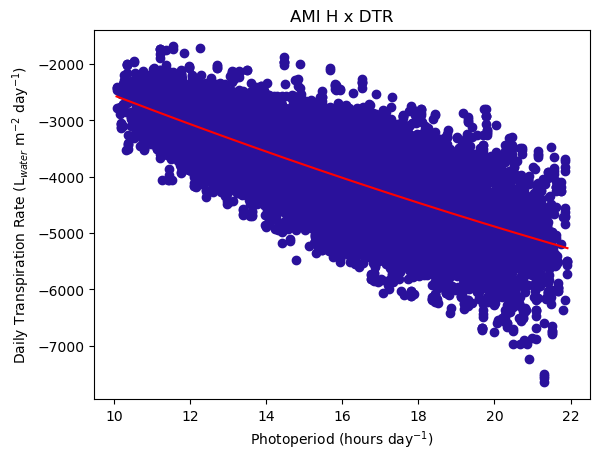 AMI H x DTR
Daily Transpiration Rate (L$_{water}$ m$^{-2}$ day$^{-1}$)
−2000
−3000
−4000
−5000
−6000
−7000
10 12 14 16 18 20 22
Photoperiod (hours day$^{-1}$)